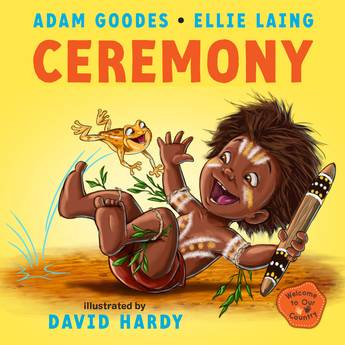 ADAM GOODES • ELLIE LAING
CEREMONY
illustrated by
DAVID HARDY
Welcome
to Our
Country